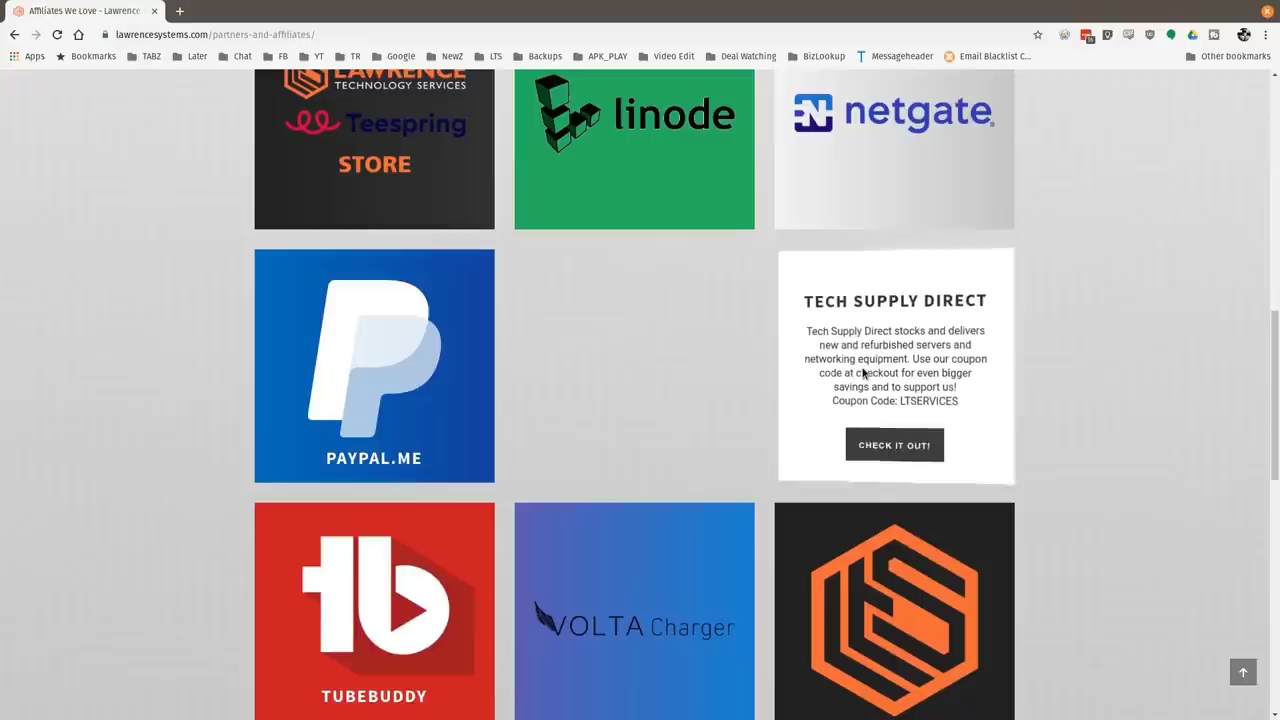 Affiliates We Love - Lawrence
lawrencesystems.com/partners-and-affiliates/
Apps
Bookmarks
TABZ
Later
Chat
FB
YT
TR
Google
NewZ
LTS
Backups
APK_PLAY
Video Edit
Deal Watching
BizLookup
Messageheader
Email Blacklist C...
Other bookmarks
LAWRENCE
TECHNOLOGY SERVICES
Teespring
STORE
linode
netgate
PAYPAL.ME
TECH SUPPLY DIRECT
Tech Supply Direct stocks and delivers
new and refurbished servers and
networking equipment. Use our coupon
code at checkout for even bigger
savings and to support us!
Coupon Code: LTSERVICES
CHECK IT OUT!
tb
TUBEBUDDY
VOLTA Charger